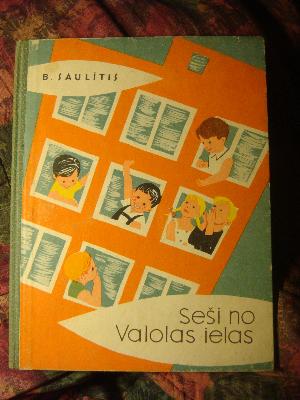 B. SAULĪTIS
Seši no
Valolas ielas